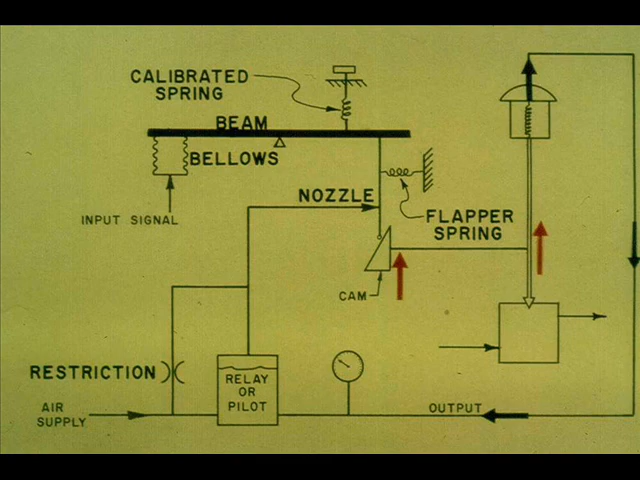 CALIBRATED
SPRING
BEAM
BELLOWS
INPUT SIGNAL
NOZZLE
FLAPPER
SPRING
CAM
RESTRICTION
RELAY
OR
PILOT
AIR
SUPPLY
OUTPUT